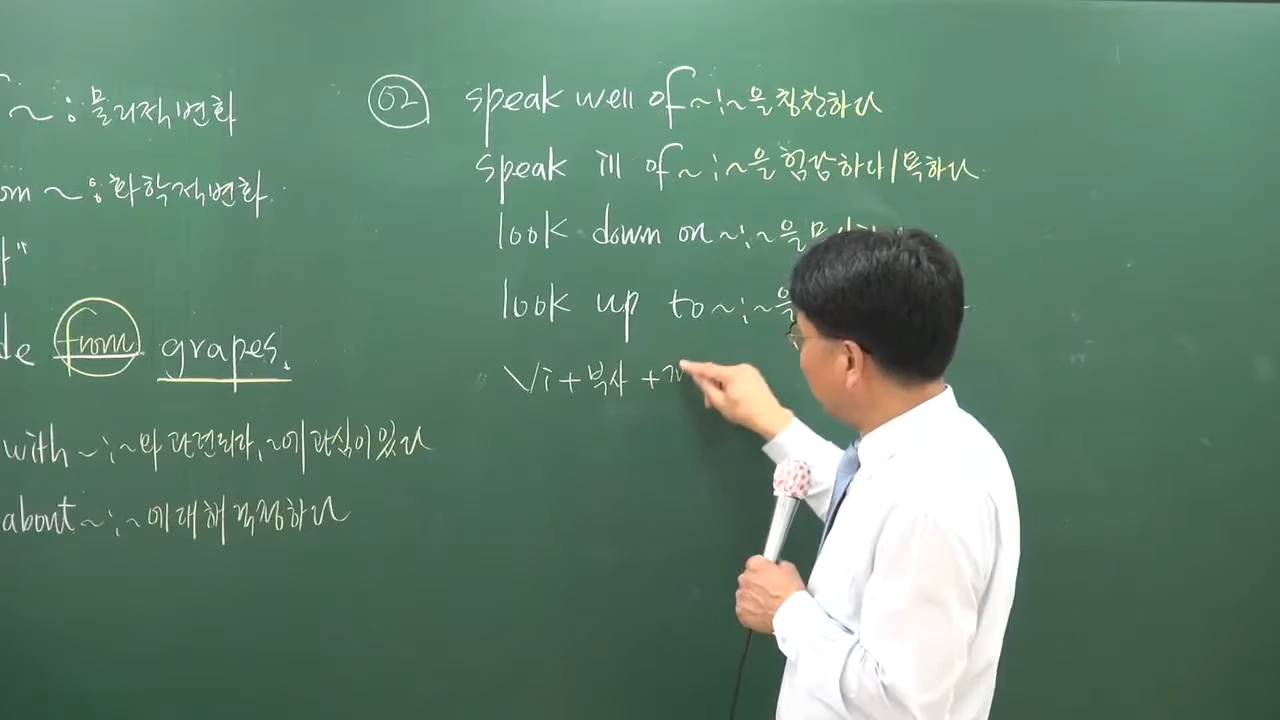 ~ : 물리적 변화
om ~ : 화학적 변화
"
de from grapes.
with ~ : ~와 관련되다, ~에 관심이 있다
about ~ : ~에 대해 걱정하다
02
speak well of ~ : ~을 칭찬하다
speak ill of ~ : ~을 험담하다/욕하다
look down on ~ : ~을
look up to ~ : ~을
Vi + 부사 +